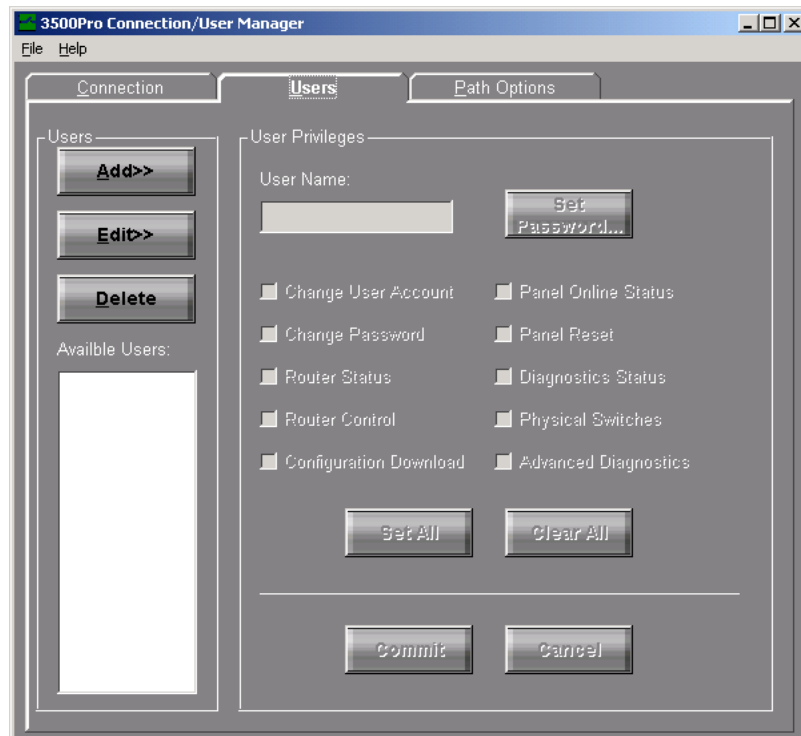 3500Pro Connection/User Manager
File Help
Connection Users Path Options
Users
Add>>
Edit>>
Delete
Availble Users:
User Privileges
User Name:
Set
Password...
Change User Account Panel Online Status
Change Password Panel Reset
Router Status Diagnostics Status
Router Control Physical Switches
Configuration Download Advanced Diagnostics
Set All Clear All
Commit Cancel